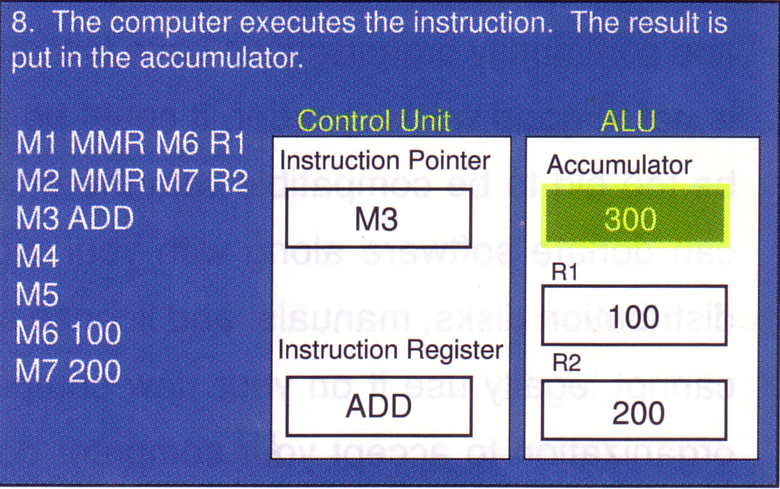 8. The computer executes the instruction. The result is
put in the accumulator.
M1 MMR M6 R1
M2 MMR M7 R2
M3 ADD
M4
M5
M6 100
M7 200
Control Unit
Instruction Pointer
M3
Instruction Register
ADD
ALU
Accumulator
300
R1
100
R2
200